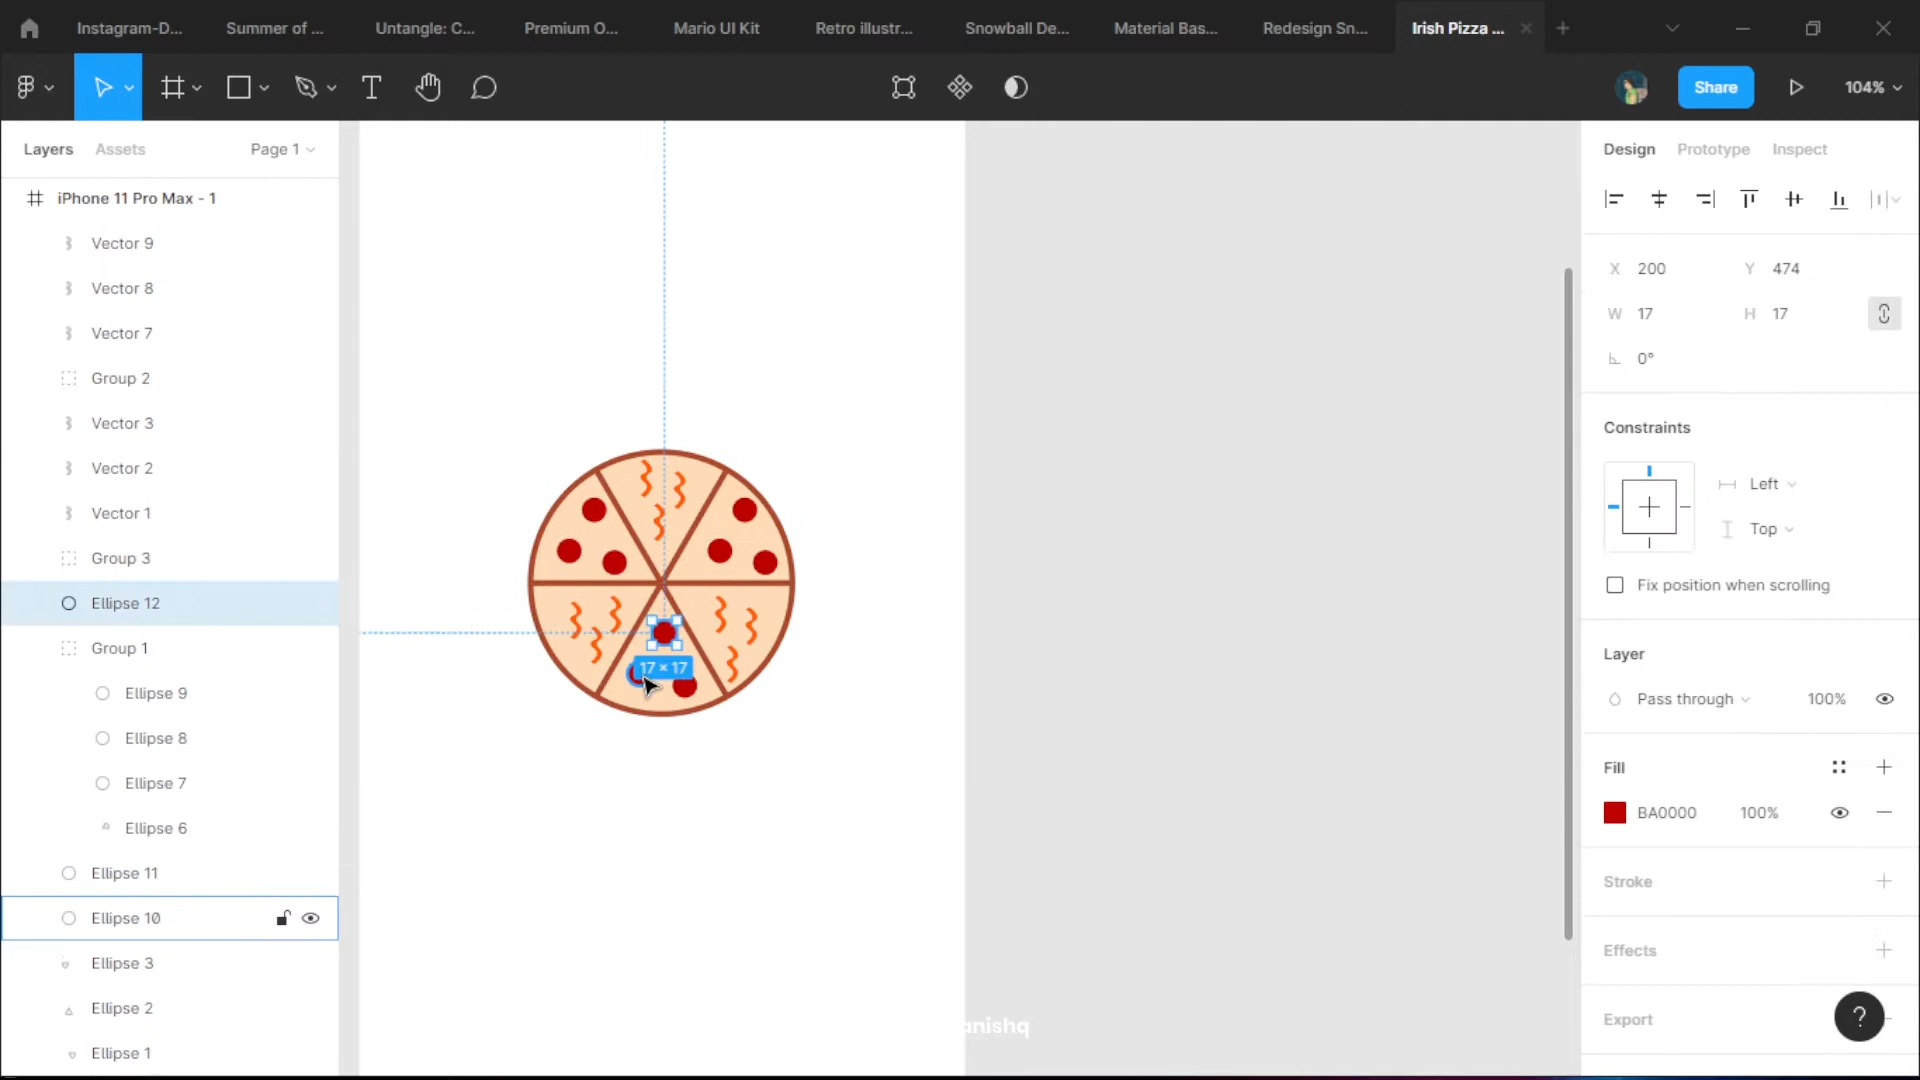 Instagram-D...
Summer of ...
Untangle: C...
Premium O...
Mario UI Kit
Retro illustr...
Snowball De...
Material Bas...
Redesign Sn...
Irish Pizza ...
Share
104%
Layers
Assets
Page 1
iPhone 11 Pro Max - 1
Vector 9
Vector 8
Vector 7
Group 2
Vector 3
Vector 2
Vector 1
Group 3
Ellipse 12
Group 1
Ellipse 9
Ellipse 8
Ellipse 7
Ellipse 6
Ellipse 11
Ellipse 10
Ellipse 3
Ellipse 2
Ellipse 1
17 × 17
anishq
Design
Prototype
Inspect
X 200
Y 474
W 17
H 17
0°
Constraints
Left
Top
Fix position when scrolling
Layer
Pass through
100%
Fill
BA0000
100%
Stroke
Effects
Export
?